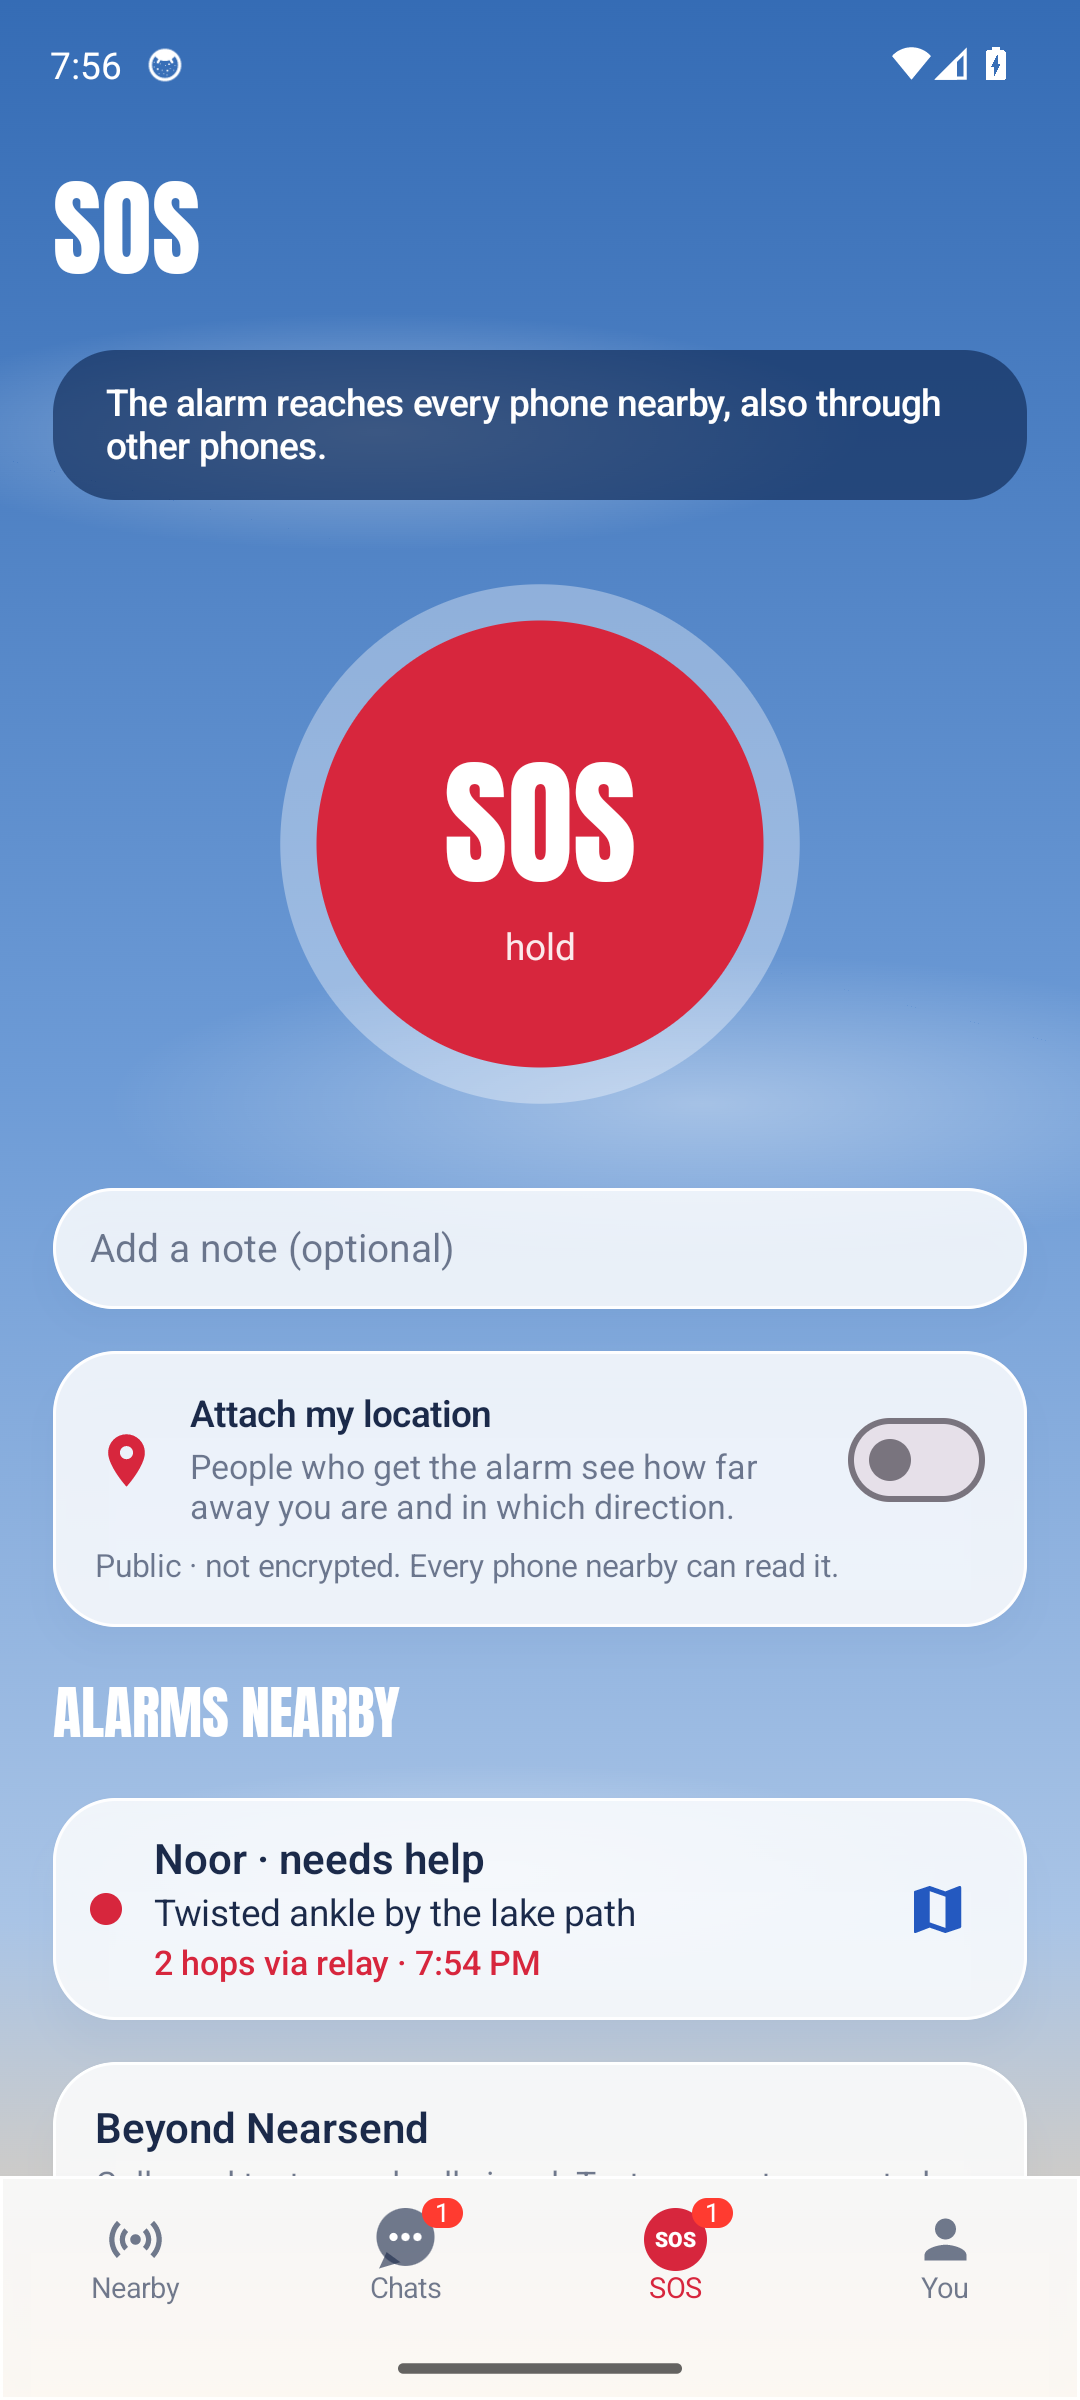 7:56
SOS
The alarm reaches every phone nearby, also through
other phones.
SOS
hold
Add a note (optional)
Attach my location
People who get the alarm see how far
away you are and in which direction.
Public · not encrypted. Every phone nearby can read it.
ALARMS NEARBY
Noor · needs help
Twisted ankle by the lake path
2 hops via relay · 7:54 PM
Beyond Nearsend
1
SOS
1
Nearby
Chats
SOS
You